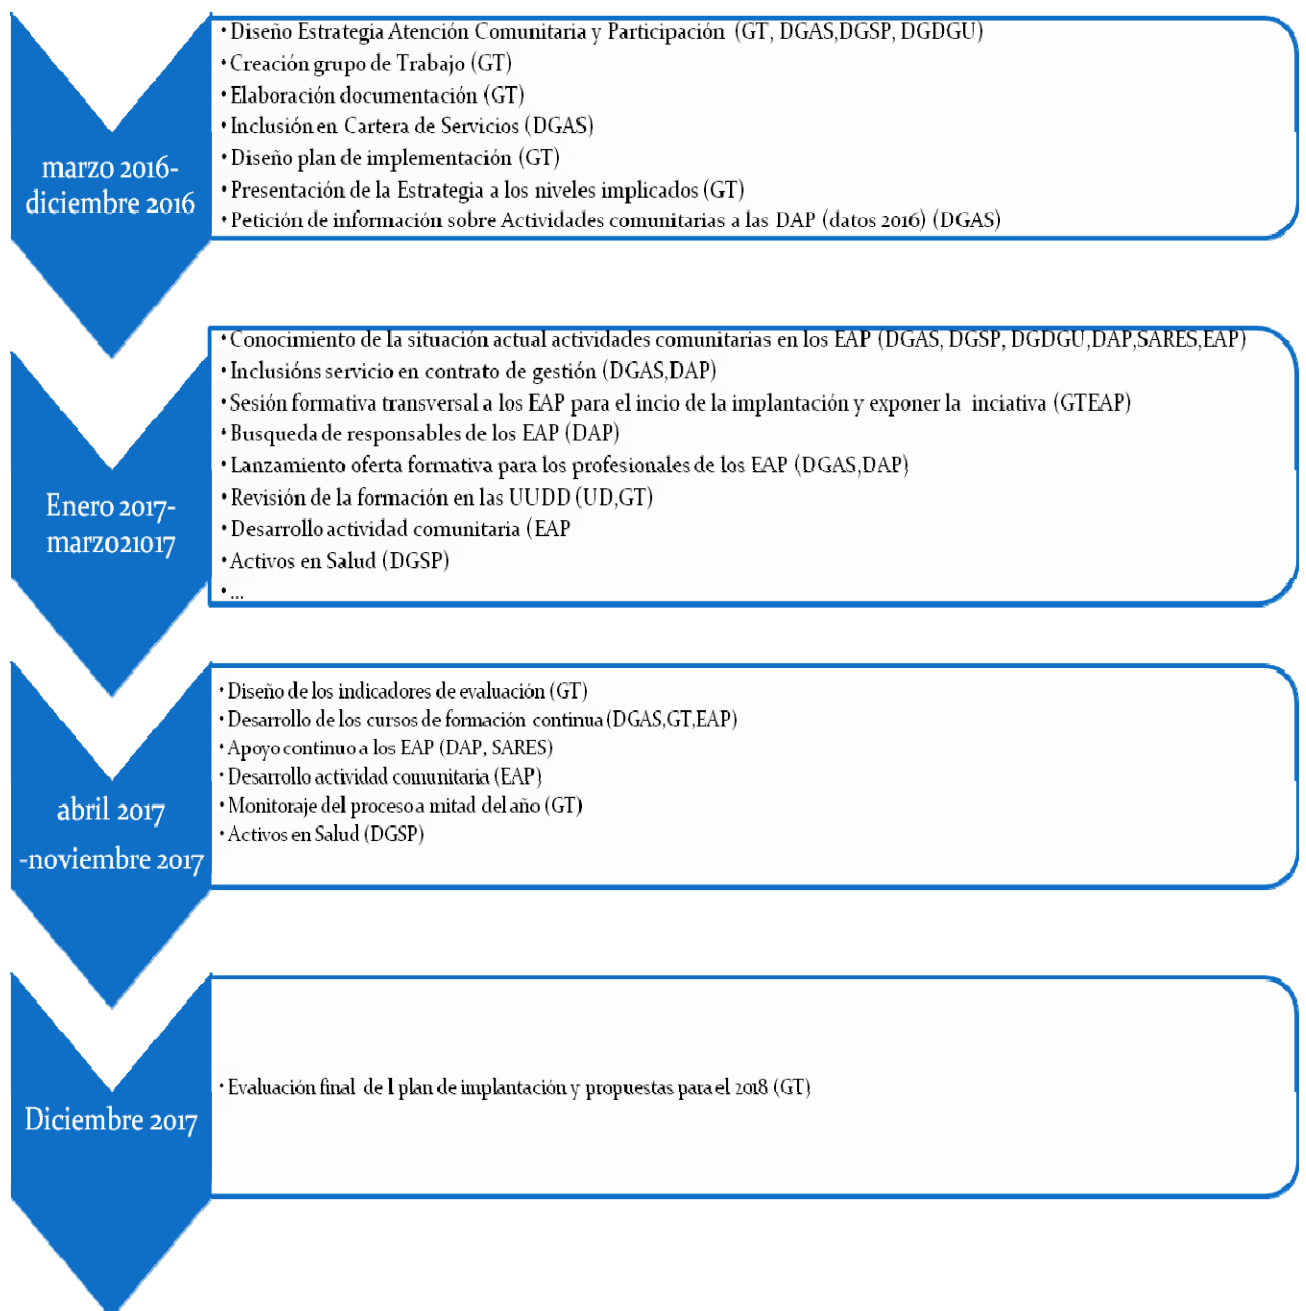 marzo 2016-
diciembre 2016
• Diseño Estrategia Atención Comunitaria y Participación (GT, DGAS,DGSP, DGDGU)
• Creación grupo de Trabajo (GT)
• Elaboración documentación (GT)
• Inclusión en Cartera de Servicios (DGAS)
• Diseño plan de implementación (GT)
• Presentación de la Estrategia a los niveles implicados (GT)
• Petición de información sobre Actividades comunitarias a las DAP (datos 2016) (DGAS)
Enero 2017-
marzo21017
• Conocimiento de la situación actual actividades comunitarias en los EAP (DGAS, DGSP, DGDGU,DAP,SARES,EAP)
• Inclusións servicio en contrato de gestión (DGAS,DAP)
• Sesión formativa transversal a los EAP para el incio de la implantación y exponer la inciativa (GTEAP)
• Busqueda de responsables de los EAP (DAP)
• Lanzamiento oferta formativa para los profesionales de los EAP (DGAS,DAP)
• Revisión de la formación en las UUDD (UD,GT)
• Desarrollo actividad comunitaria (EAP
• Activos en Salud (DGSP)
• ...
abril 2017
-noviembre 2017
• Diseño de los indicadores de evaluación (GT)
• Desarrollo de los cursos de formación continua (DGAS,GT,EAP)
• Apoyo continuo a los EAP (DAP, SARES)
• Desarrollo actividad comunitaria (EAP)
• Monitoraje del proceso a mitad del año (GT)
• Activos en Salud (DGSP)
Diciembre 2017
• Evaluación final de l plan de implantación y propuestas para el 2018 (GT)